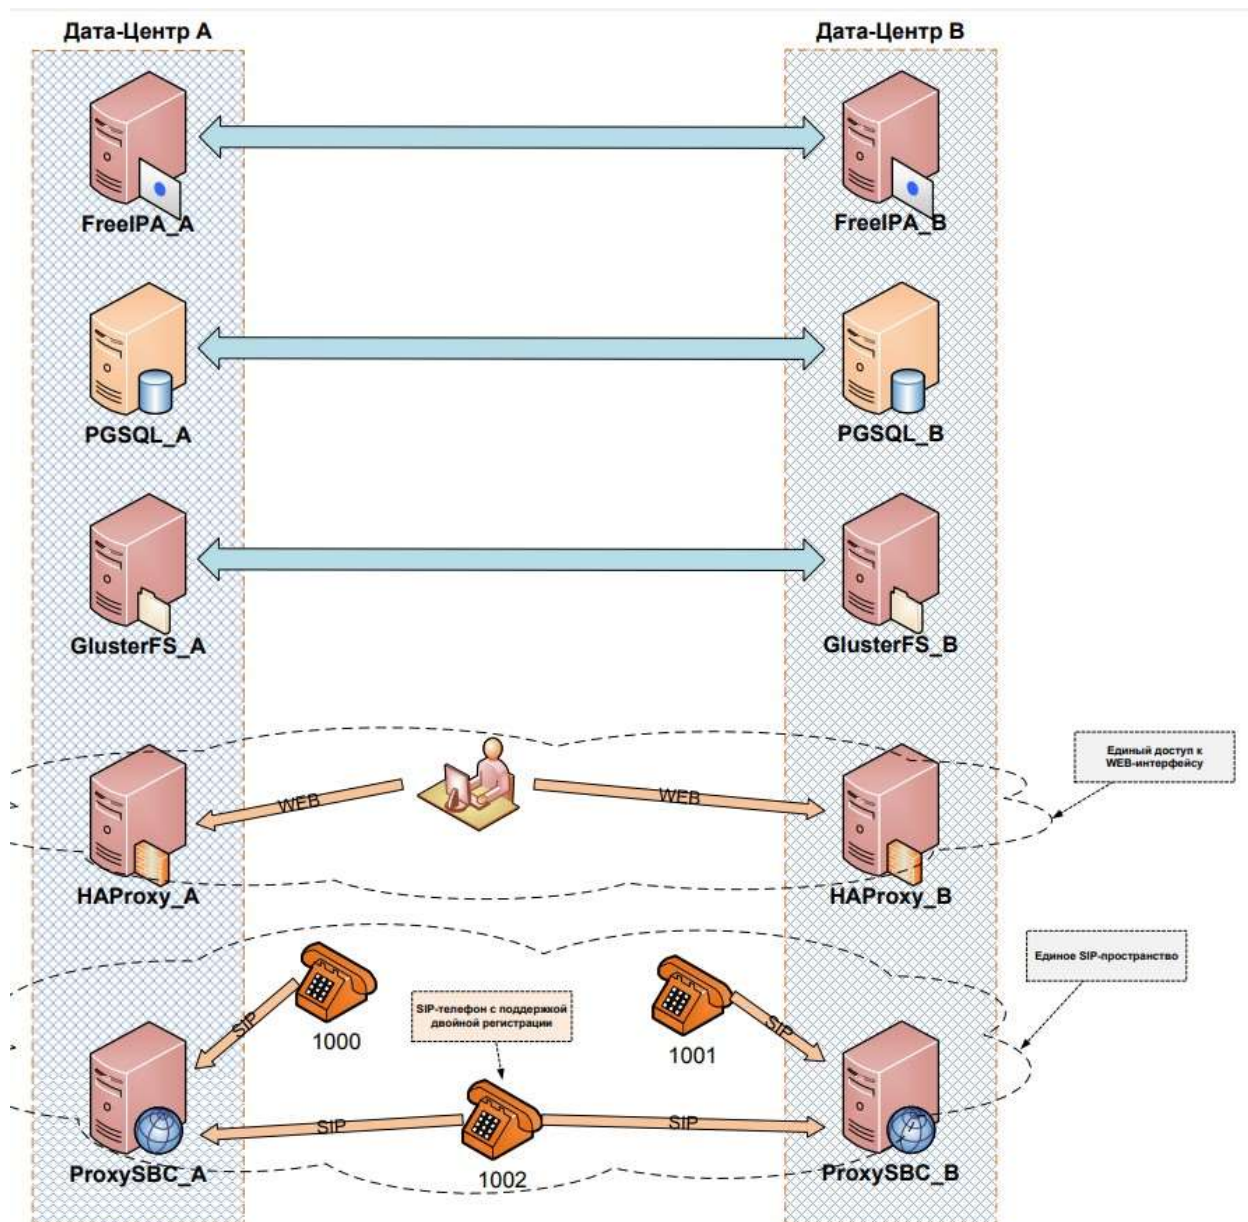 Дата-Центр А
Дата-Центр В
FreeIPA_A
FreeIPA_B
PGSQL_A
PGSQL_B
GlusterFS_A
GlusterFS_B
WEB
WEB
Единый доступ к
WEB-интерфейсу
HAProxy_A
HAProxy_B
SIP
1000
SIP-телефон с поддержкой
двойной регистрации
1001
SIP
Единое SIP-пространство
SIP
SIP
1002
ProxySBC_A
ProxySBC_B